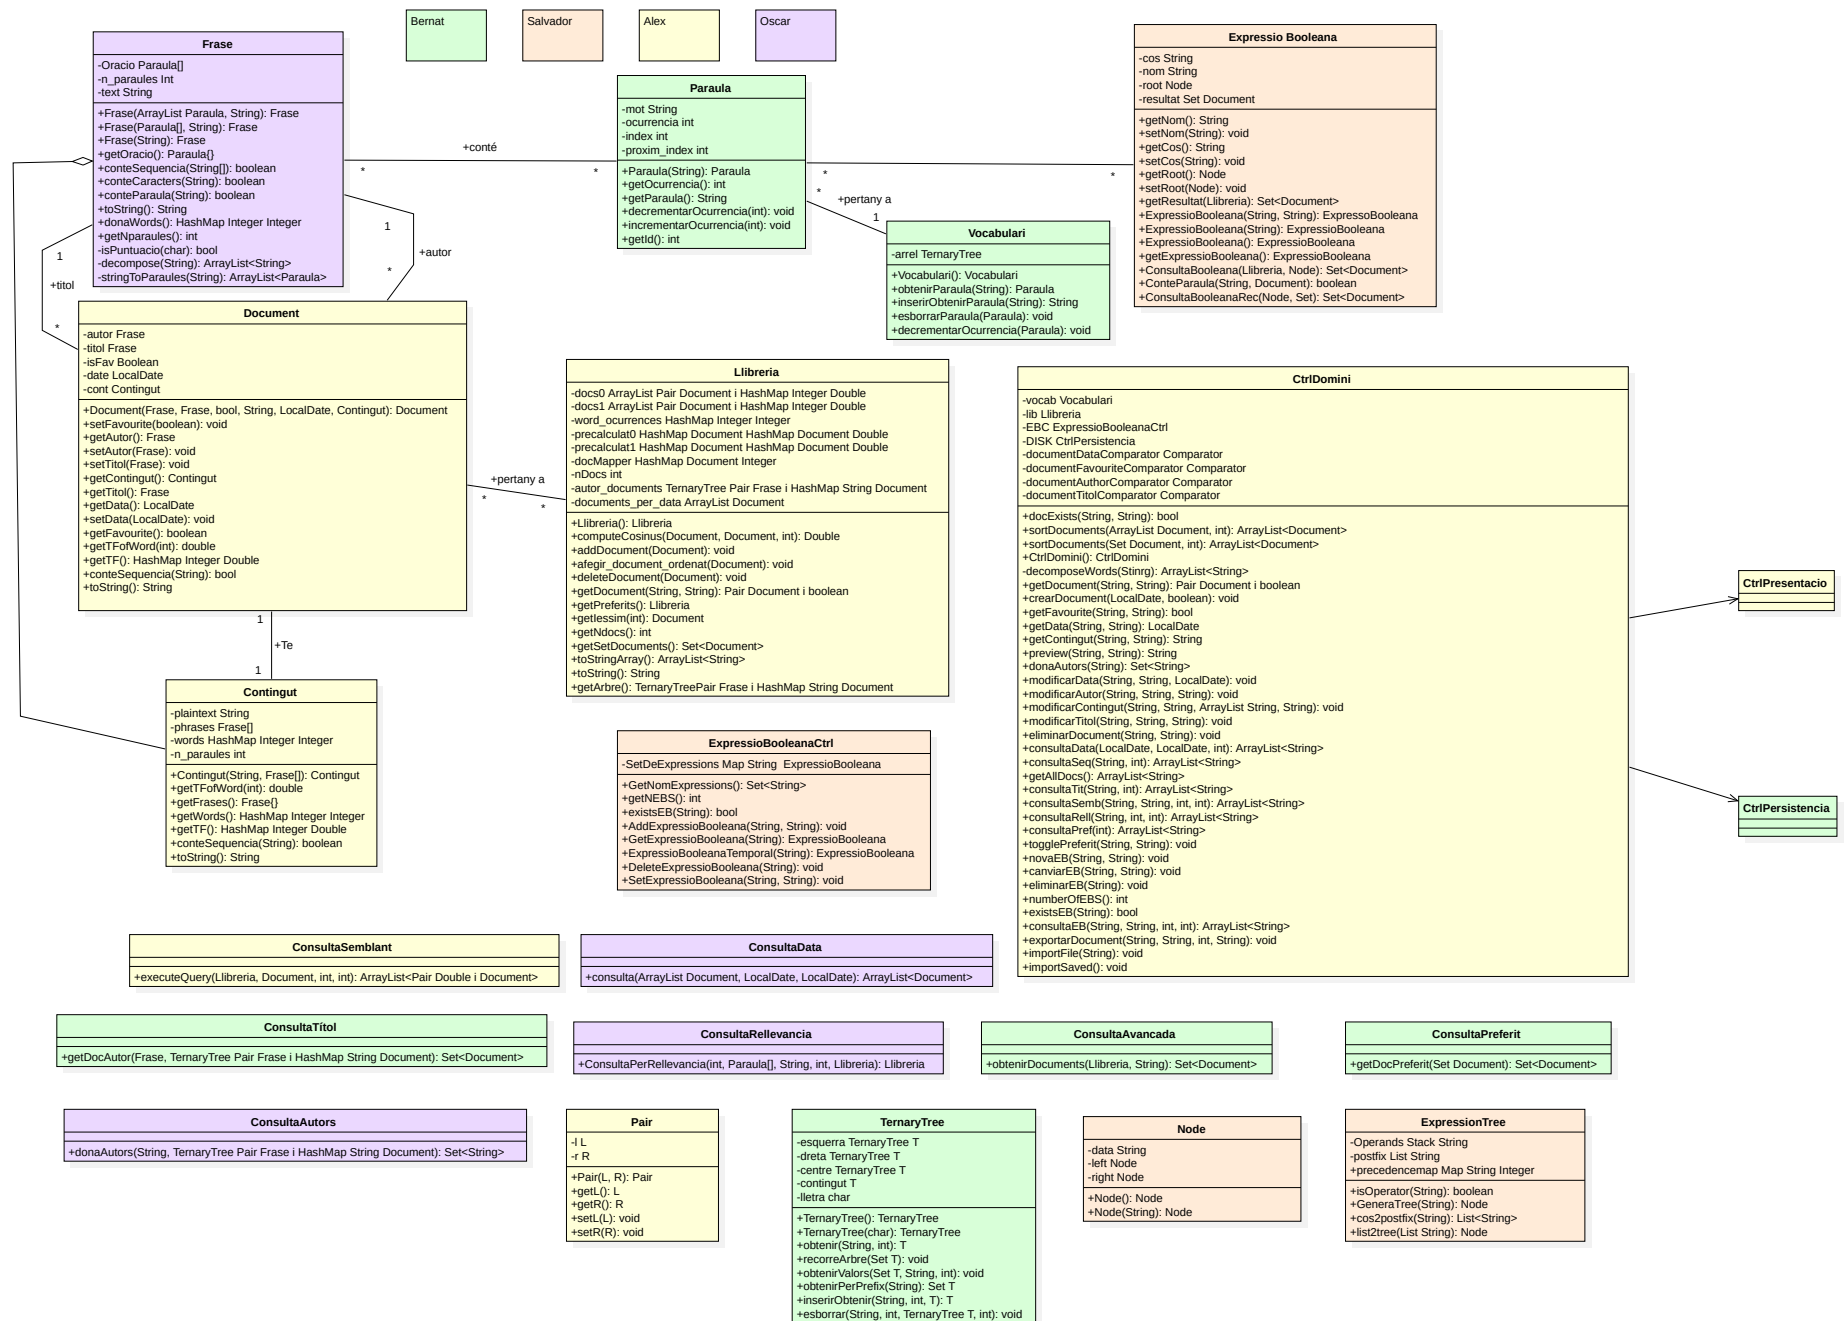 Bernat
Salvador
Alex
Oscar
Frase
-Oracio Paraula[]
-n_paraules Int
-text String
+Frase(ArrayList Paraula, String): Frase
+Frase(Paraula[], String): Frase
+Frase(String): Frase
+getOracio(): Paraula{}
+conteSequencia(String[]): boolean
+conteCaracters(String): boolean
+conteParaula(String): boolean
+toString(): String
+donaWords(): HashMap Integer Integer
+getNparaules(): int
-isPuntuacio(char): bool
-decompose(String): ArrayList<String>
-stringToParaules(String): ArrayList<Paraula>
+conté
*
*
Paraula
-mot String
-ocurrencia int
-index int
-proxim_index int
+Paraula(String): Paraula
+getOcurrencia(): int
+getParaula(): String
+decrementarOcurrencia(int): void
+incrementarOcurrencia(int): void
+getId(): int
*
*
*
+pertany a
1
Expressio Booleana
-cos String
-nom String
-root Node
-resultat Set Document
+getNom(): String
+setNom(String): void
+getCos(): String
+setCos(String): void
+getRoot(): Node
+setRoot(Node): void
+getResultat(Llibreria): Set<Document>
+ExpressioBooleana(String, String): ExpressoBooleana
+ExpressioBooleana(String): ExpressioBooleana
+ExpressioBooleana(): ExpressioBooleana
+getExpressioBooleana(): ExpressioBooleana
+ConsultaBooleana(Llibreria, Node): Set<Document>
+ConteParaula(String, Document): boolean
+ConsultaBooleanaRec(Node, Set): Set<Document>
Vocabulari
-arrel TernaryTree
+Vocabulari(): Vocabulari
+obtenirParaula(String): Paraula
+inserirObtenirParaula(String): String
+esborrarParaula(Paraula): void
+decrementarOcurrencia(Paraula): void
1
+autor
*
1
+titol
*
Document
-autor Frase
-titol Frase
-isFav Boolean
-date LocalDate
-cont Contingut
+Document(Frase, Frase, bool, String, LocalDate, Contingut): Document
+setFavourite(boolean): void
+getAutor(): Frase
+setAutor(Frase): void
+setTitol(Frase): void
+getContingut(): Contingut
+getTitol(): Frase
+getData(): LocalDate
+setData(LocalDate): void
+getFavourite(): boolean
+getTFofWord(int): double
+getTF(): HashMap Integer Double
+conteSequencia(String): bool
+toString(): String
+pertany a
*
*
Llibreria
-docs0 ArrayList Pair Document i HashMap Integer Double
-docs1 ArrayList Pair Document i HashMap Integer Double
-word_ocurrences HashMap Integer Integer
-precalculat0 HashMap Document HashMap Document Double
-precalculat1 HashMap Document HashMap Document Double
-docMapper HashMap Document Integer
-nDocs int
-autor_documents TernaryTree Pair Frase i HashMap String Document
-documents_per_data ArrayList Document
+Llibreria(): Llibreria
+computeCosinus(Document, Document, int): Double
+addDocument(Document): void
+afegir_document_ordenat(Document): void
+deleteDocument(Document): void
+getDocument(String, String): Pair Document i boolean
+getPreferits(): Llibreria
+getIessim(int): Document
+getNdocs(): int
+getSetDocuments(): Set<Document>
+toStringArray(): ArrayList<String>
+toString(): String
+getArbre(): TernaryTreePair Frase i HashMap String Document
CtrlDomini
-vocab Vocabulari
-lib Llibreria
-EBC ExpressioBooleanaCtrl
-DISK CtrlPersistencia
-documentDataComparator Comparator
-documentFavouriteComparator Comparator
-documentAuthorComparator Comparator
-documentTitolComparator Comparator
+docExists(String, String): bool
+sortDocuments(ArrayList Document, int): ArrayList<Document>
+sortDocuments(Set Document, int): ArrayList<Document>
+CtrlDomini(): CtrlDomini
-decomposeWords(Stinrg): ArrayList<String>
+getDocument(String, String): Pair Document i boolean
+crearDocument(LocalDate, boolean): void
+getFavourite(String, String): bool
+getData(String, String): LocalDate
+getContingut(String, String): String
+preview(String, String): String
+donaAutors(String): Set<String>
+modificarData(String, String, LocalDate): void
+modificarAutor(String, String, String): void
+modificarContingut(String, String, ArrayList String, String): void
+modificarTitol(String, String, String): void
+eliminarDocument(String, String): void
+consultaData(LocalDate, LocalDate, int): ArrayList<String>
+consultaSeq(String, int): ArrayList<String>
+getAllDocs(): ArrayList<String>
+consultaTit(String, int): ArrayList<String>
+consultaSemb(String, String, int, int): ArrayList<String>
+consultaRell(String, int, int): ArrayList<String>
+consultaPref(int): ArrayList<String>
+togglePreferit(String, String): void
+novaEB(String, String): void
+canviarEB(String, String): void
+eliminarEB(String): void
+numberOfEBS(): int
+existsEB(String): bool
+consultaEB(String, String, int, int): ArrayList<String>
+exportarDocument(String, String, int, String): void
+importFile(String): void
+importSaved(): void
CtrlPresentacio
CtrlPersistencia
1
+Te
1
Contingut
-plaintext String
-phrases Frase[]
-words HashMap Integer Integer
-n_paraules int
+Contingut(String, Frase[]): Contingut
+getTFofWord(int): double
+getFrases(): Frase{}
+getWords(): HashMap Integer Integer
+getTF(): HashMap Integer Double
+conteSequencia(String): boolean
+toString(): String
ExpressioBooleanaCtrl
-SetDeExpressions Map String  ExpressioBooleana
+GetNomExpressions(): Set<String>
+getNEBS(): int
+existsEB(String): bool
+AddExpressioBooleana(String, String): void
+GetExpressioBooleana(String): ExpressioBooleana
+ExpressioBooleanaTemporal(String): ExpressioBooleana
+DeleteExpressioBooleana(String): void
+SetExpressioBooleana(String, String): void
ConsultaSemblant
+executeQuery(Llibreria, Document, int, int): ArrayList<Pair Double i Document>
ConsultaData
+consulta(ArrayList Document, LocalDate, LocalDate): ArrayList<Document>
ConsultaTítol
+getDocAutor(Frase, TernaryTree Pair Frase i HashMap String Document): Set<Document>
ConsultaRellevancia
+ConsultaPerRellevancia(int, Paraula[], String, int, Llibreria): Llibreria
ConsultaAvancada
+obtenirDocuments(Llibreria, String): Set<Document>
ConsultaPreferit
+getDocPreferit(Set Document): Set<Document>
ConsultaAutors
+donaAutors(String, TernaryTree Pair Frase i HashMap String Document): Set<String>
Pair
-l L
-r R
+Pair(L, R): Pair
+getL(): L
+getR(): R
+setL(L): void
+setR(R): void
TernaryTree
-esquerra TernaryTree T
-dreta TernaryTree T
-centre TernaryTree T
-contingut T
-lletra char
+TernaryTree(): TernaryTree
+TernaryTree(char): TernaryTree
+obtenir(String, int): T
+recorreArbre(Set T): void
+obtenirValors(Set T, String, int): void
+obtenirPerPrefix(String): Set T
+inserirObtenir(String, int, T): T
+esborrar(String, int, TernaryTree T, int): void
Node
-data String
-left Node
-right Node
+Node(): Node
+Node(String): Node
ExpressionTree
-Operands Stack String
-postfix List String
+precedencemap Map String Integer
+isOperator(String): boolean
+GeneraTree(String): Node
+cos2postfix(String): List<String>
+list2tree(List String): Node